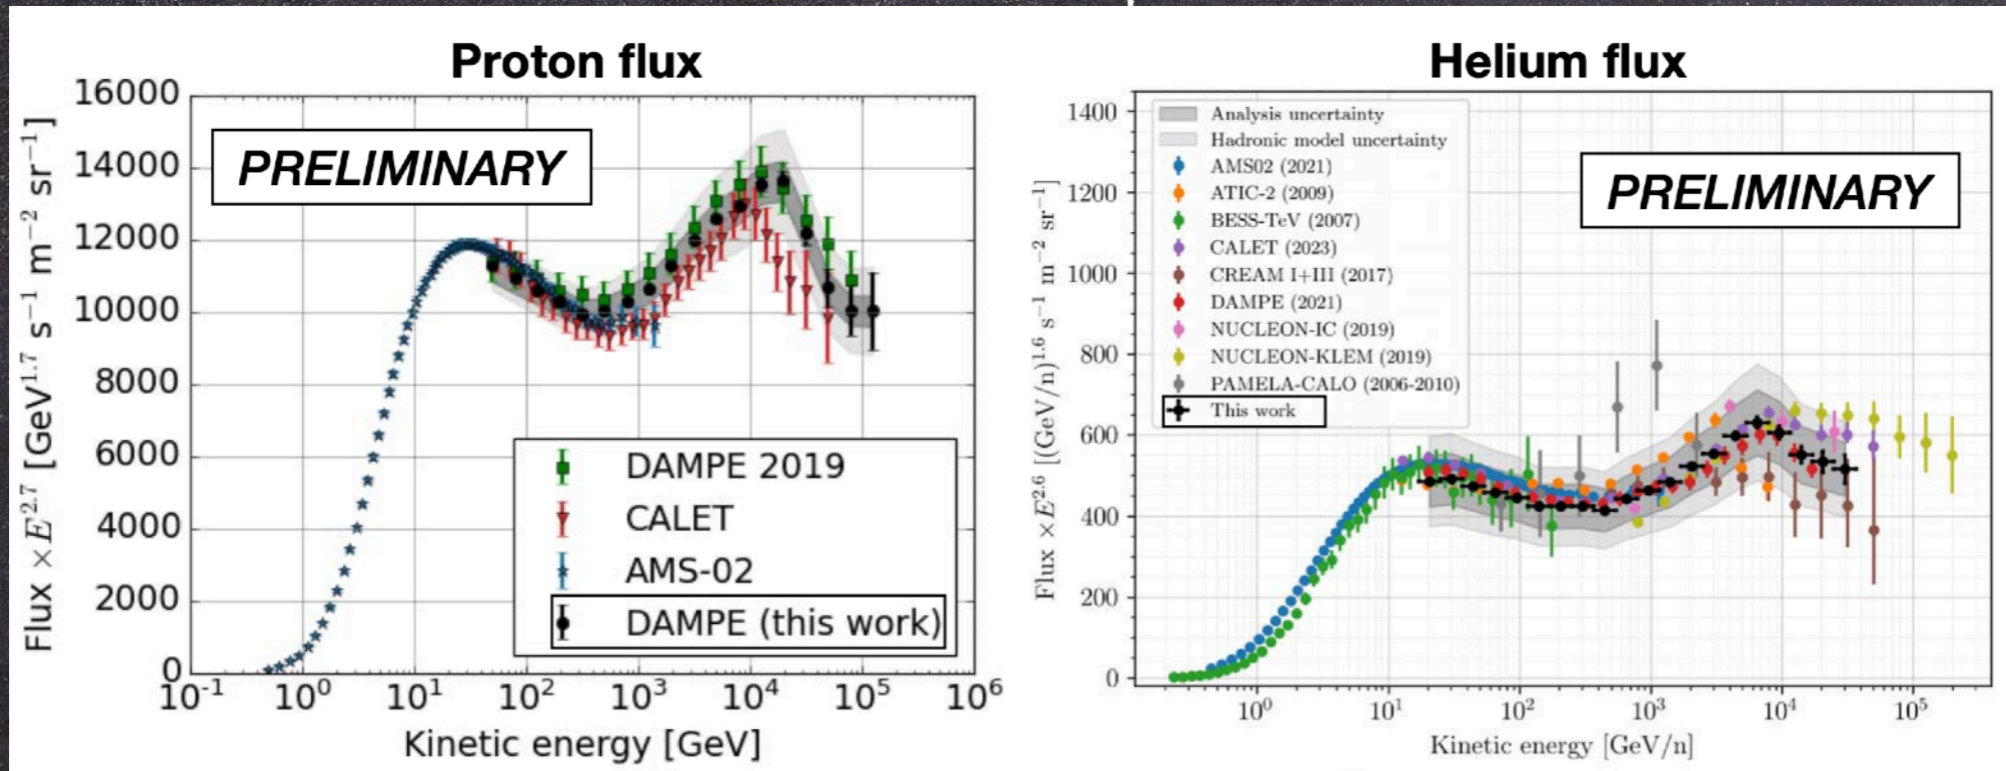 Proton flux
16000
14000
12000
10000
8000
6000
4000
2000
0
Flux ×E^2.7 [GeV^1.7 s^−1 m^−2 sr^−1]
PRELIMINARY
DAMPE 2019
CALET
AMS-02
DAMPE (this work)
10^-1 10^0 10^1 10^2 10^3 10^4 10^5 10^6
Kinetic energy [GeV]
Helium flux
1400
1200
1000
800
600
400
200
0
Flux ×E^2.6 [(GeV/n)^1.6 s^−1 m^−2 sr^−1]
Analysis uncertainty
Hadronic model uncertainty
AMS02 (2021)
ATIC-2 (2009)
BESS-TeV (2007)
CALET (2023)
CREAM I+III (2017)
DAMPE (2021)
NUCLEON-IC (2019)
NUCLEON-KLEM (2019)
PAMELA-CALO (2006-2010)
This work
PRELIMINARY
10^0 10^1 10^2 10^3 10^4 10^5
Kinetic energy [GeV/n]